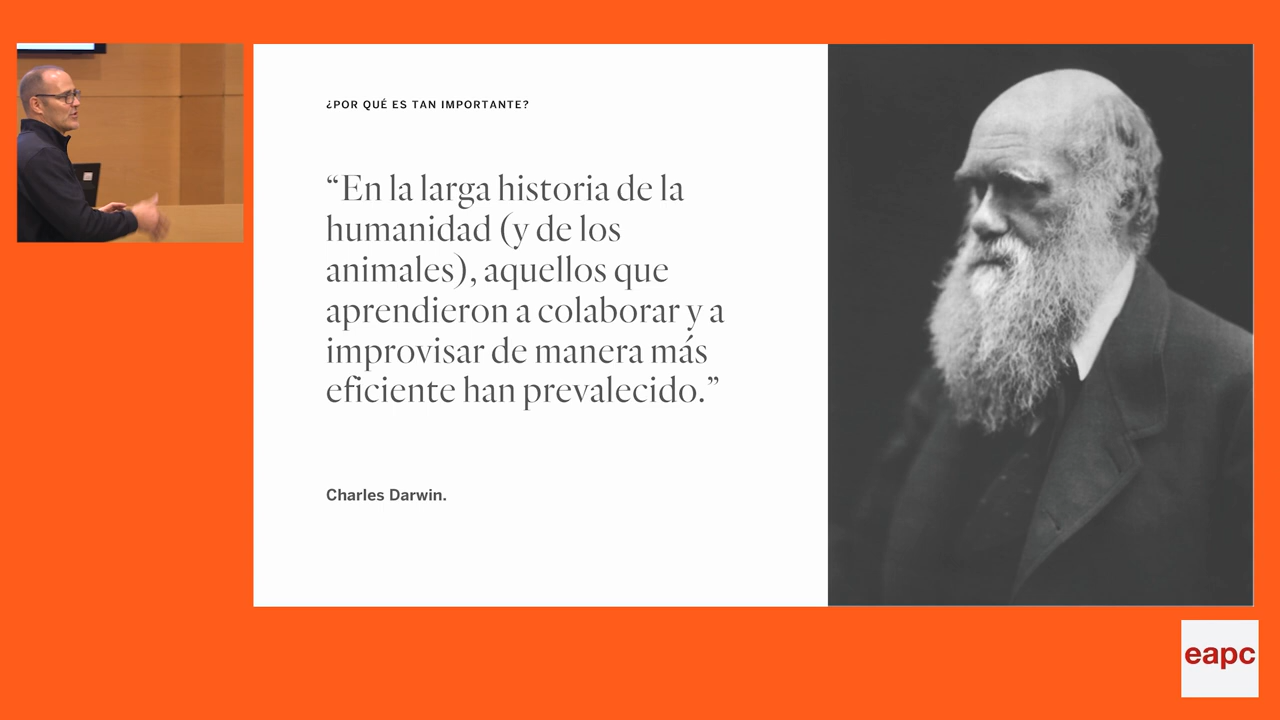 ¿POR QUÉ ES TAN IMPORTANTE?
“En la larga historia de la
humanidad (y de los
animales), aquellos que
aprendieron a colaborar y a
improvisar de manera más
eficiente han prevalecido.”
Charles Darwin.
eapc